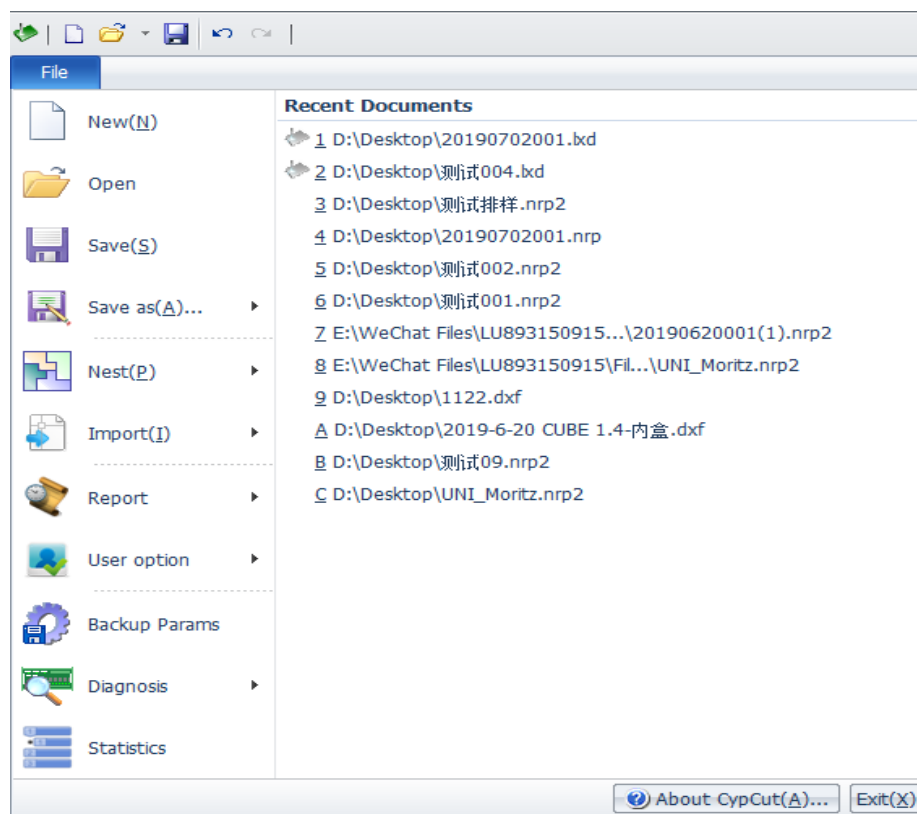 File
New(N)
Open
Save(S)
Save as(A)...
Nest(P)
Import(I)
Report
User option
Backup Params
Diagnosis
Statistics
Recent Documents
1 D:\Desktop\20190702001.lxd
2 D:\Desktop\测试004.lxd
3 D:\Desktop\测试排样.nrp2
4 D:\Desktop\20190702001.nrp
5 D:\Desktop\测试002.nrp2
6 D:\Desktop\测试001.nrp2
7 E:\WeChat Files\LU893150915...\20190620001(1).nrp2
8 E:\WeChat Files\LU893150915\Fil...\UNI_Moritz.nrp2
9 D:\Desktop\1122.dxf
A D:\Desktop\2019-6-20 CUBE 1.4-内盒.dxf
B D:\Desktop\测试09.nrp2
C D:\Desktop\UNI_Moritz.nrp2
About CypCut(A)...
Exit(X)